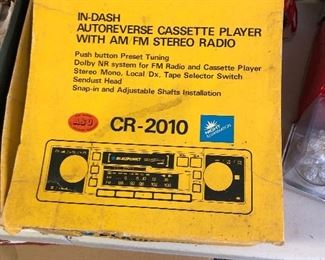 IN-DASH
AUTOREVERSE CASSETTE PLAYER
WITH AM FM STEREO RADIO
Push button Preset Tuning
Dolby NR system for FM Radio and Cassette Player
Stereo Mono, Local Dx, Tape Selector Switch
Sendust Head
Snap-in and Adjustable Shafts Installation
CR-2010
NIGHT
ILLUMINATION
BLAUPUNKT